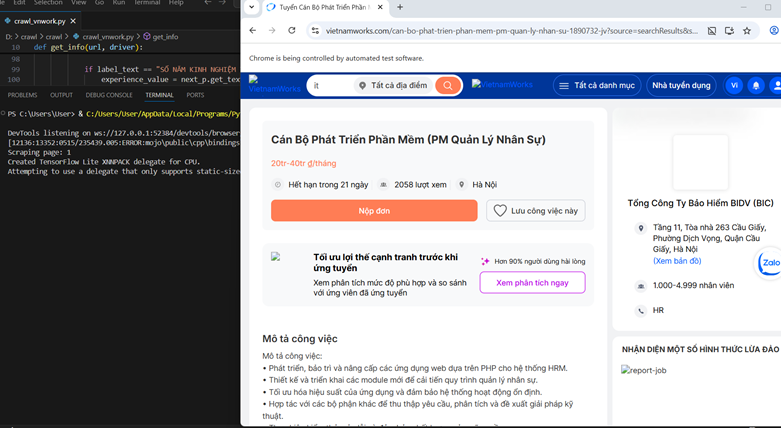 File Edit Selection View Go Run Terminal Help
crawl_vnwork.py
D: > crawl > crawl > crawl_vnwork.py > get_info
10 def get_info(url, driver):
98
99 if label_text == "SỐ NĂM KINH NGHIỆM
100 experience_value = next_p.get_tex
PROBLEMS OUTPUT DEBUG CONSOLE TERMINAL PORTS
PS C:\Users\User> & C:/Users/User/AppData/Local/Programs/Py
DevTools listening on ws://127.0.0.1:52384/devtools/browser
[12136:13352:0515/235439.005:ERROR:mojo\public\cpp\bindings
Scraping page: 1
Created TensorFlow Lite XNNPACK delegate for CPU.
Attempting to use a delegate that only supports static-size
Tuyển Cán Bộ Phát Triển Phần M
vietnamworks.com/can-bo-phat-trien-phan-mem-pm-quan-ly-nhan-su-1890732-jv?source=searchResults&s...
Chrome is being controlled by automated test software.
VietnamWorks
it
Tất cả địa điểm
VietnamWorks
Tất cả danh mục
Nhà tuyển dụng
VI
Cán Bộ Phát Triển Phần Mềm (PM Quản Lý Nhân Sự)
20tr-40tr ₫/tháng
Hết hạn trong 21 ngày 2058 lượt xem Hà Nội
Nộp đơn
Lưu công việc này
Tối ưu lợi thế cạnh tranh trước khi
ứng tuyển
Xem phân tích mức độ phù hợp và so sánh
với ứng viên đã ứng tuyển
Hơn 90% người dùng hài lòng
Xem phân tích ngay
Mô tả công việc
Mô tả công việc:
• Phát triển, bảo trì và nâng cấp các ứng dụng web dựa trên PHP cho hệ thống HRM.
• Thiết kế và triển khai các module mới để cải tiến quy trình quản lý nhân sự.
• Tối ưu hóa hiệu suất của ứng dụng và đảm bảo hệ thống hoạt động ổn định.
• Hợp tác với các bộ phận khác để thu thập yêu cầu, phân tích và đề xuất giải pháp kỹ
thuật.
Tổng Công Ty Bảo Hiểm BIDV (BIC)
Tầng 11, Tòa nhà 263 Cầu Giấy,
Phường Dịch Vọng, Quận Cầu
Giấy, Hà Nội
(Xem bản đồ)
Zalo
1.000-4.999 nhân viên
HR
NHẬN DIỆN MỘT SỐ HÌNH THỨC LỪA ĐẢO
report-job